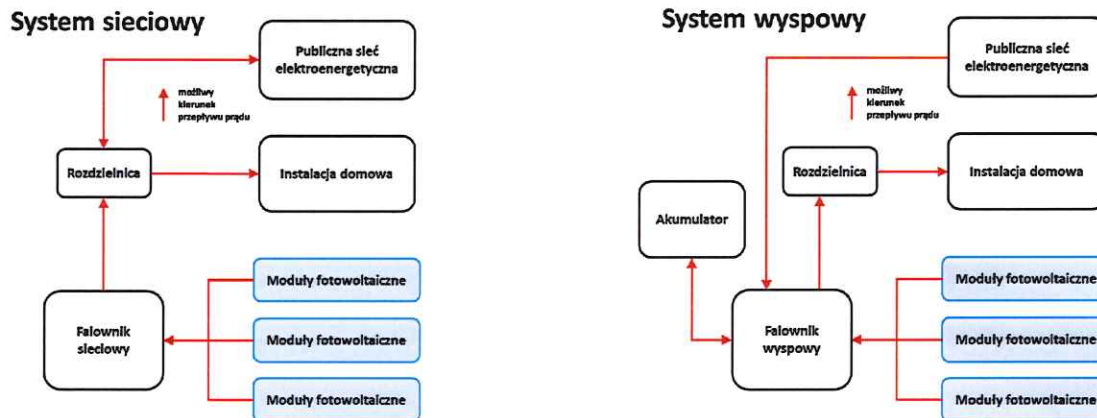 System sieciowy
Publiczna sieć
elektroenergetyczna
możliwy
kierunek
przepływu prądu
Rozdzielnica
Instalacja domowa
Moduły fotowoltaiczne
Falownik
sieciowy
Moduły fotowoltaiczne
Moduły fotowoltaiczne
System wyspowy
Publiczna sieć
elektroenergetyczna
możliwy
kierunek
przepływu prądu
Rozdzielnica
Instalacja domowa
Akumulator
Moduły fotowoltaiczne
Falownik
wyspowy
Moduły fotowoltaiczne
Moduły fotowoltaiczne